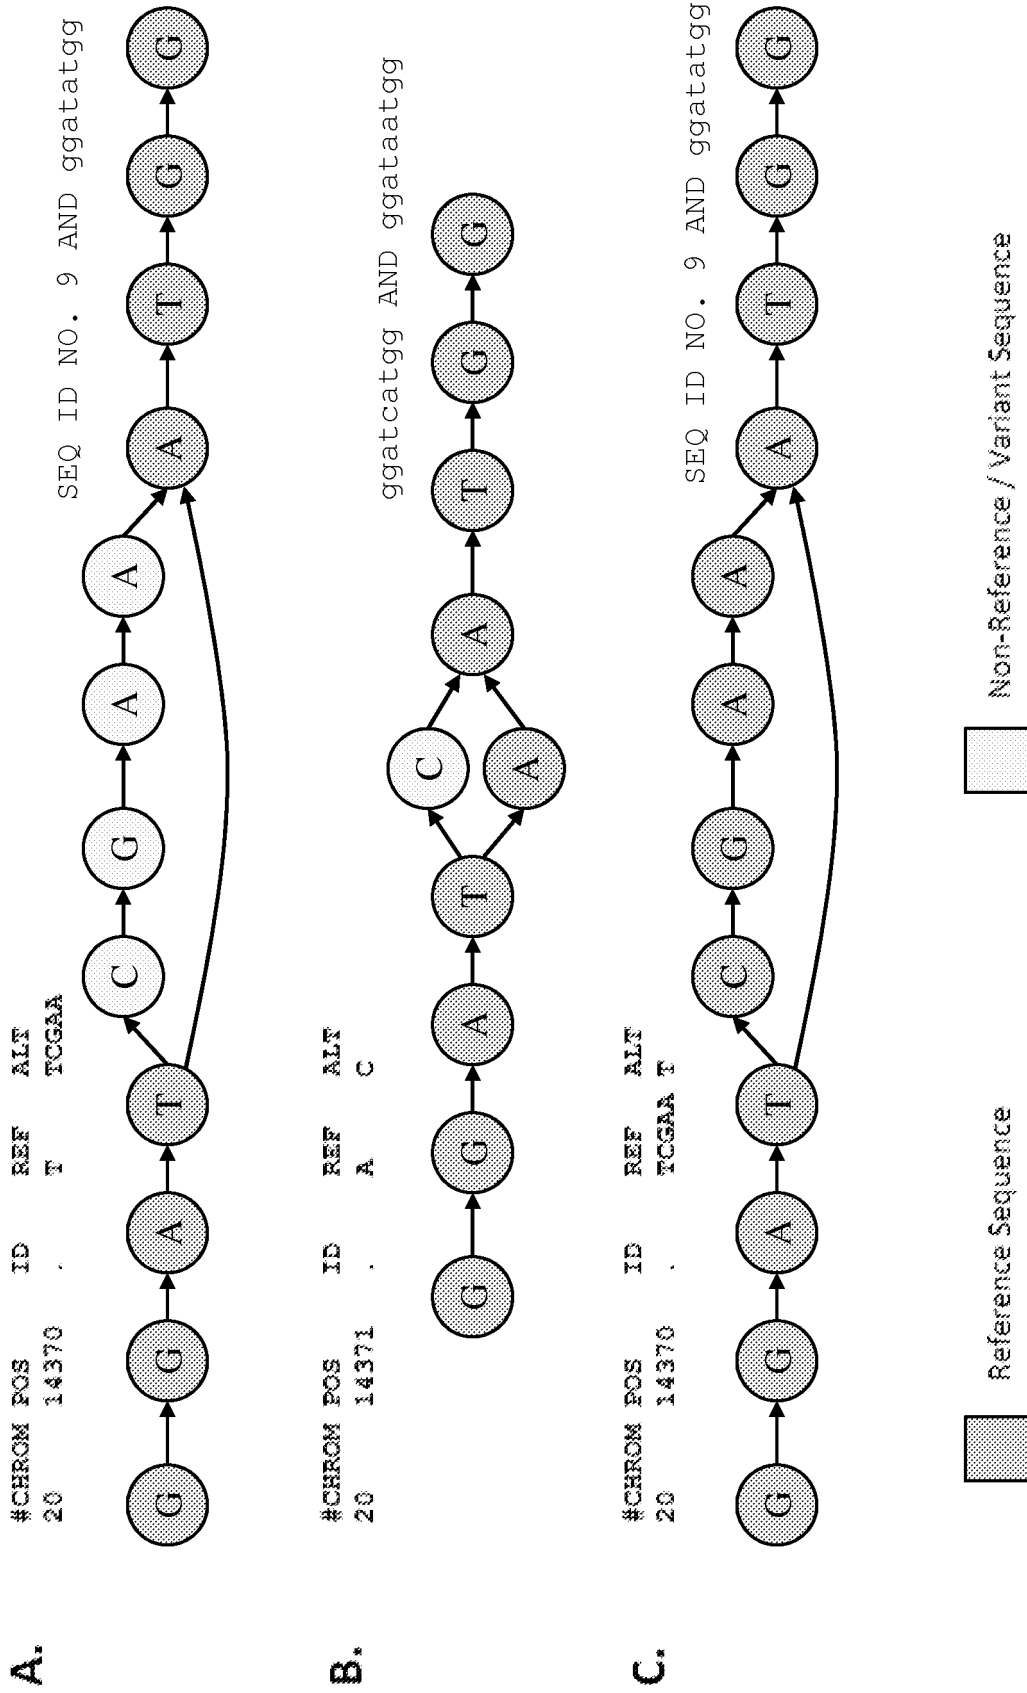 A.
#CHROM POS ID REF ALT
20 14370 . T TCGAA
SEQ ID NO. 9 AND ggatatgg
G G A T C G A A A T G G
B.
#CHROM POS ID REF ALT
20 14371 . A C
ggatcatgg AND ggataatgg
G G A T C A A T G G
C.
#CHROM POS ID REF ALT
20 14370 . TCGAA T
SEQ ID NO. 9 AND ggatatgg
G G A T C G A A A T G G
Reference Sequence
Non-Reference / Variant Sequence